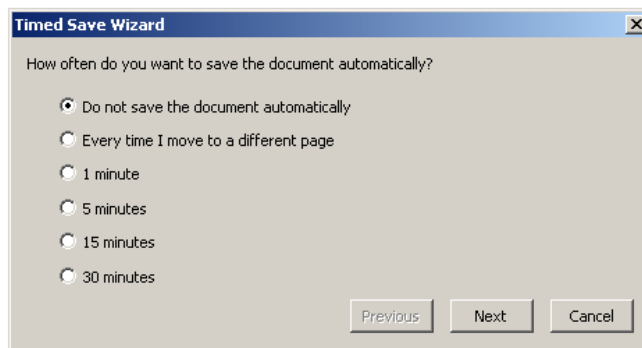 Timed Save Wizard
How often do you want to save the document automatically?
Do not save the document automatically
Every time I move to a different page
1 minute
5 minutes
15 minutes
30 minutes
Previous Next Cancel